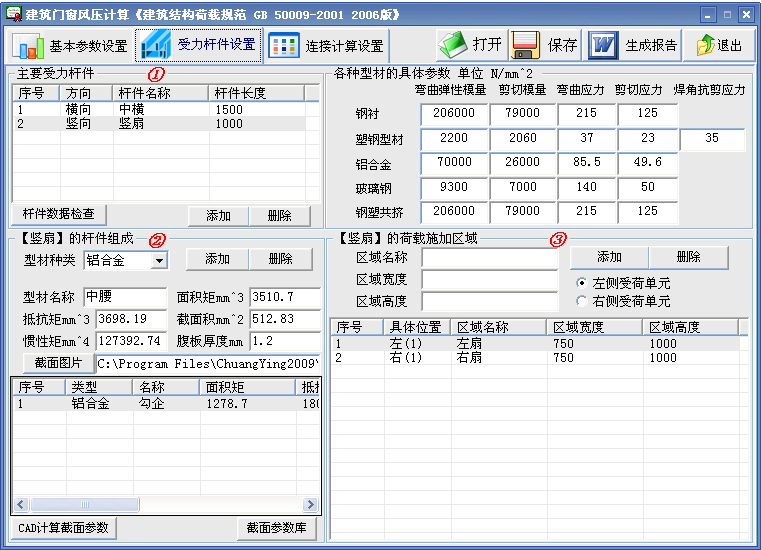 建筑门窗风压计算《建筑结构荷载规范 GB 50009-2001 2006版》
基本参数设置 受力杆件设置 连接计算设置 打开 保存 生成报告 退出
主要受力杆件 ①
序号 方向 杆件名称 杆件长度
1 横向 中横 1500
2 竖向 竖扇 1000
杆件数据检查 添加 删除
各种型材的具体参数 单位 N/mm^2
弯曲弹性模量 剪切模量 弯曲应力 剪切应力 焊角抗剪应力
钢衬 206000 79000 215 125
塑钢型材 2200 2060 37 23 35
铝合金 70000 26000 85.5 49.6
玻璃钢 9300 7000 140 50
钢塑共挤 206000 79000 215 125
【竖扇】的杆件组成 ②
型材种类 铝合金 添加 删除
型材名称 中腰 面积矩mm^3 3510.7
抵抗矩mm^3 3698.19 截面积mm^2 512.83
惯性矩mm^4 127392.74 腹板厚度mm 1.2
截面图片 C:\Program Files\ChuangYing2009\
序号 类型 名称 面积矩 抵
1 铝合金 勾企 1278.7 180
CAD计算截面参数 截面参数库
【竖扇】的荷载施加区域 ③
区域名称 添加 删除
区域宽度 左侧受荷单元
区域高度 右侧受荷单元
序号 具体位置 区域名称 区域宽度 区域高度
1 左(1) 左扇 750 1000
2 右(1) 右扇 750 1000